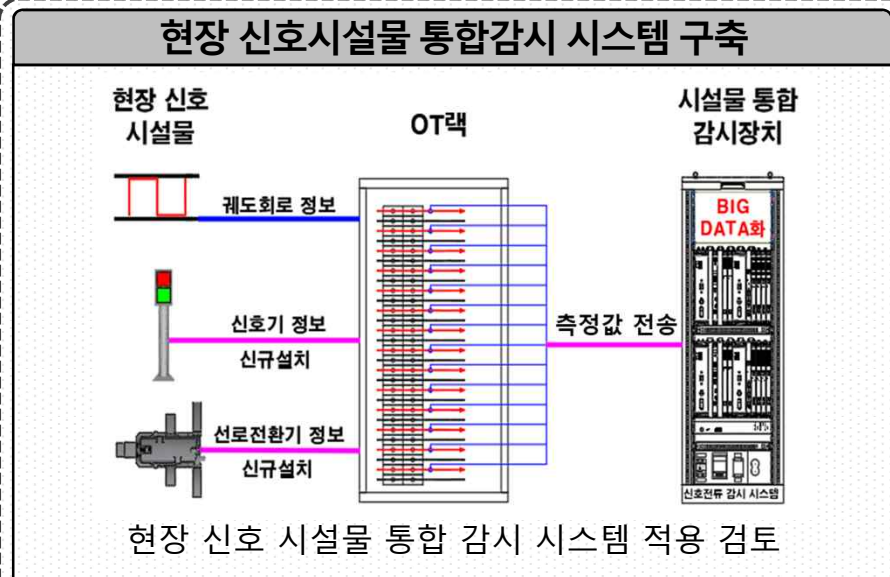 현장 신호시설물 통합감시 시스템 구축
현장 신호
시설물
OT랙
시설물 통합
감시장치
궤도회로 정보
BIG
DATA화
신호기 정보
신규설치
측정값 전송
선로전환기 정보
신규설치
신호전류 감시 시스템
현장 신호 시설물 통합 감시 시스템 적용 검토